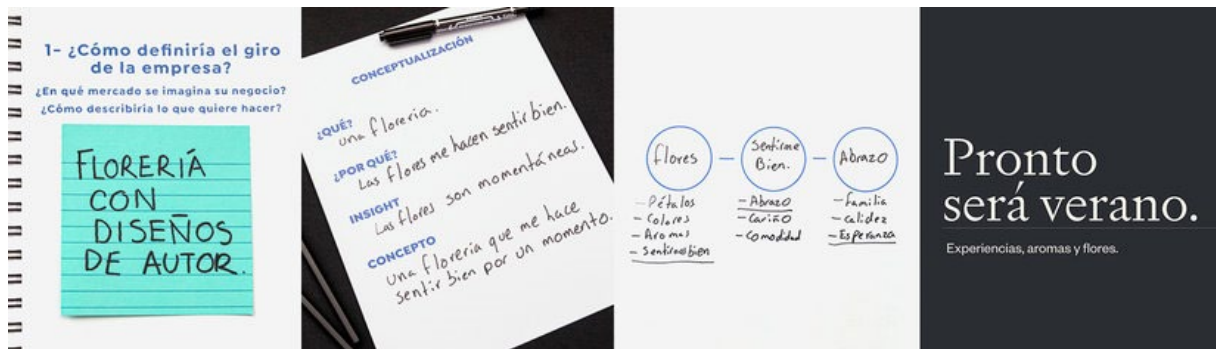 1- ¿Cómo definiría el giro
de la empresa?
¿En qué mercado se imagina su negocio?
¿Cómo describiría lo que quiere hacer?
FLORERÍA
CON
DISEÑOS
DE AUTOR.
CONCEPTUALIZACIÓN
¿QUÉ?
una florería.
¿POR QUÉ?
Las flores me hacen sentir bien.
INSIGHT
Las flores son momentáneas.
CONCEPTO
una florería que me hace
sentir bien por un momento.
flores — Sentirme Bien. — Abrazo
- Pétalos
- Colores
- Aromas
- Sentirme bien
- Abrazo
- Cariño
- Comodidad
- Familia
- Calidez
- Esperanza
Pronto
será verano.
Experiencias, aromas y flores.